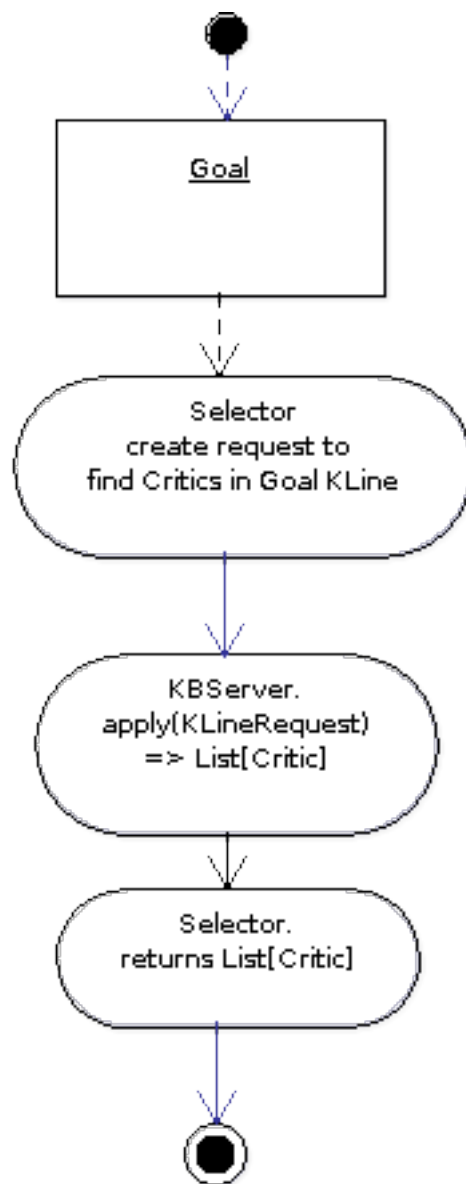 Goal
Selector
create request to
find Critics in Goal KLine
KBServer.
apply(KLineRequest)
=> List[Critic]
Selector.
returns List[Critic]